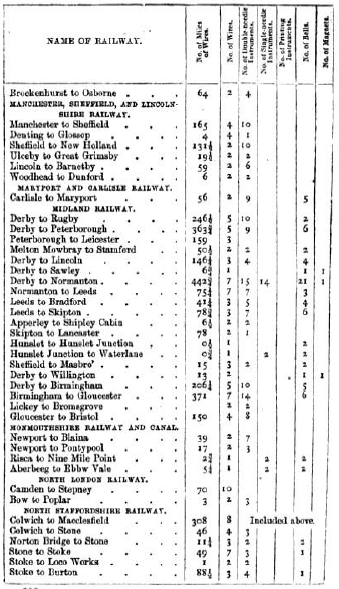 NAME OF RAILWAY. No. of Miles of Wires. No. of Wires. No. of Double-needle Instruments. No. of Single-needle Instruments. No. of Printing Instruments. No. of Bells. No. of Magnets.
Brockenhurst to Osborne 64 2 4
MANCHESTER, SHEFFIELD, AND LINCOLN-
SHIRE RAILWAY.
Manchester to Sheffield 165 4 10
Denting to Glossop 4 4 1
Sheffield to New Holland 131½ 2 10
Ulceby to Great Grimsby 19½ 2 2
Lincoln to Barnetby 59 2 6
Woodhead to Dunford 6 2 2
MARYPORT AND CARLISLE RAILWAY.
Carlisle to Maryport 56 2 9 5
MIDLAND RAILWAY.
Derby to Rugby 246½ 5 10 2
Derby to Peterborough 363¾ 5 9 6
Peterborough to Leicester 159 3
Melton Mowbray to Stamford 50½ 2 2 2
Derby to Lincoln 146¼ 3 4 4
Derby to Sawley 6¾ 1 1 1
Derby to Normanton 442¾ 7 15 14 21 1
Normanton to Leeds 75¼ 7 7 3
Leeds to Bradford 41¼ 3 5 4
Leeds to Skipton 78¾ 3 7 6
Apperley to Shipley Cabin 6½ 2 2
Skipton to Lancaster 78 2 1
Hunslet to Hunslet Junction 0½ 1 2
Hunslet Junction to Waterlane 0¾ 1 2 2
Sheffield to Masbro' 15 3 2 2
Derby to Willington 13 2 1 1
Derby to Birmingham 206¼ 5 10 5
Birmingham to Gloucester 371 7 14 6
Lickey to Bromsgrove 2 2
Gloucester to Bristol 150 4 8
MONMOUTHSHIRE RAILWAY AND CANAL.
Newport to Blaina 39 2 7
Newport to Pontypool 17 2 3
Risca to Nine Mile Point 2¾ 1 2 2
Aberbeeg to Ebbw Vale 5½ 1 2 2
NORTH LONDON RAILWAY.
Camden to Stepney 70 10
Bow to Poplar 3 2 3
NORTH STAFFORDSHIRE RAILWAY.
Colwich to Macclesfield 308 8 Included above.
Colwich to Stone 46 4 3
Norton Bridge to Stone 11¼ 3 2 2
Stone to Stoke 49 7 3 1
Stoke to Loco Works 1 2 2
Stoke to Burton 88½ 3 4 1